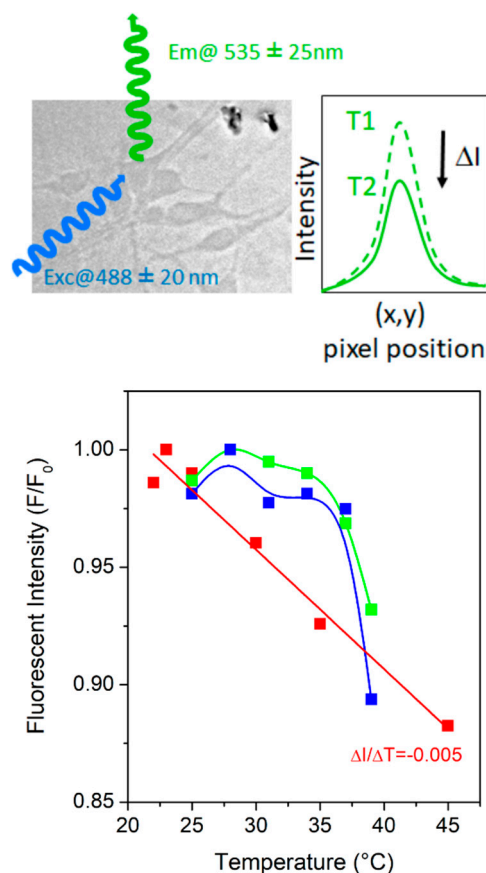 Em@ 535 ± 25nm
Exc@488 ± 20 nm
T1
T2
ΔI
Intensity
(x,y)
pixel position
1.00
0.95
0.90
0.85
Fluorescent Intensity (F/F0)
ΔI/ΔT=-0.005
20 25 30 35 40 45
Temperature (°C)